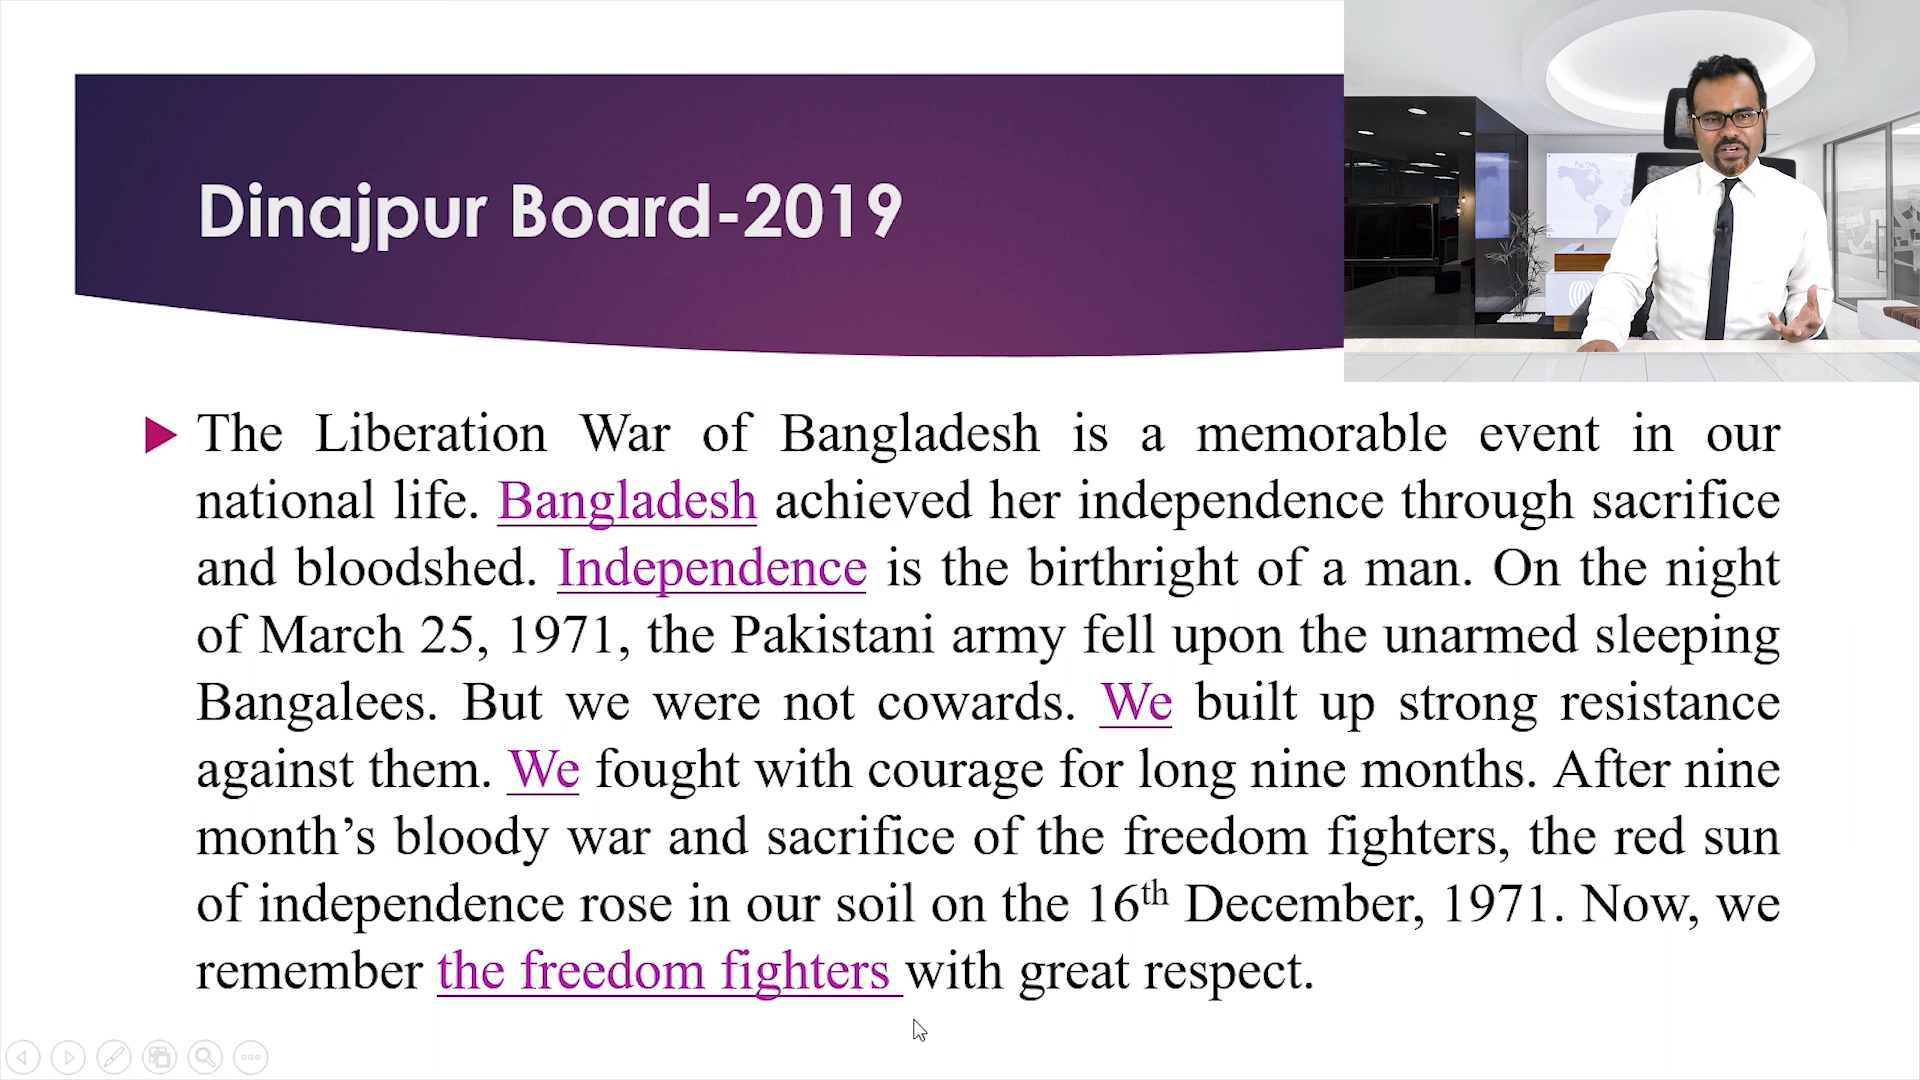 Dinajpur Board-2019
The Liberation War of Bangladesh is a memorable event in our
national life. Bangladesh achieved her independence through sacrifice
and bloodshed. Independence is the birthright of a man. On the night
of March 25, 1971, the Pakistani army fell upon the unarmed sleeping
Bangalees. But we were not cowards. We built up strong resistance
against them. We fought with courage for long nine months. After nine
month’s bloody war and sacrifice of the freedom fighters, the red sun
of independence rose in our soil on the 16th December, 1971. Now, we
remember the freedom fighters with great respect.